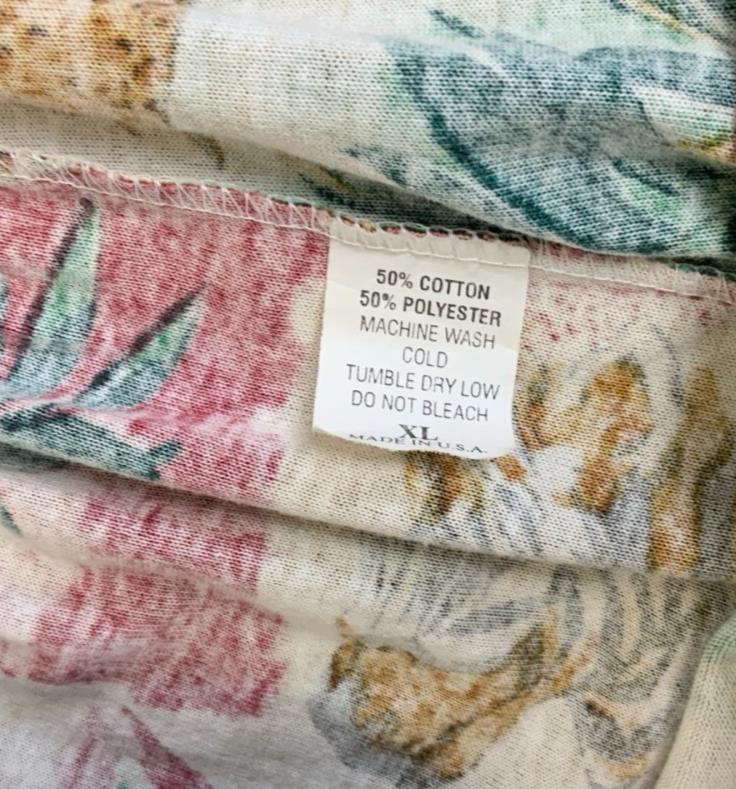 50% COTTON
50% POLYESTER
MACHINE WASH
COLD
TUMBLE DRY LOW
DO NOT BLEACH
XL
MADE IN U.S.A.